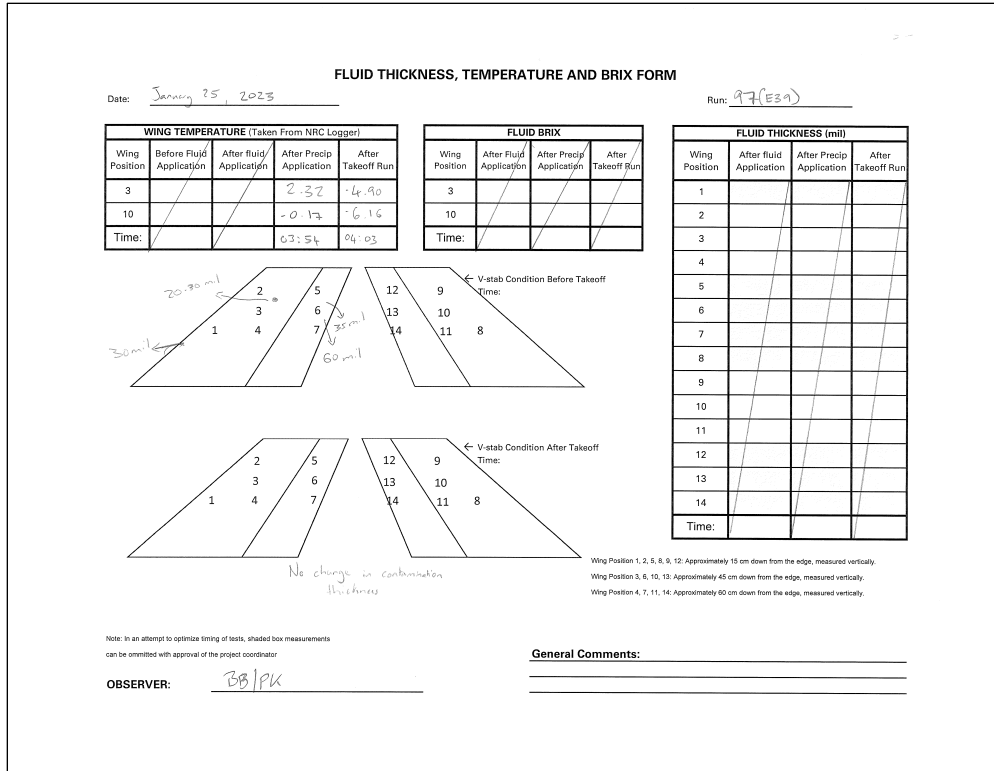 FLUID THICKNESS, TEMPERATURE AND BRIX FORM
Date: January 25, 2023
Run: 97(E39)
WING TEMPERATURE (Taken From NRC Logger)
Wing Position Before Fluid Application After fluid Application After Precip Application After Takeoff Run
3 2.32 -4.90
10 -0.17 -6.16
Time: 03:54 04:03
FLUID BRIX
Wing Position After Fluid Application After Precip Application After Takeoff Run
3
10
Time:
FLUID THICKNESS (mil)
Wing Position After fluid Application After Precip Application After Takeoff Run
1
2
3
4
5
6
7
8
9
10
11
12
13
14
Time:
← V-stab Condition Before Takeoff
Time:
20-30 mil
2 5 12 9
3 6 13 10
1 4 7 14 11 8
35 mil
30 mil
60 mil
← V-stab Condition After Takeoff
Time:
2 5 12 9
3 6 13 10
1 4 7 14 11 8
No change in contamination
thickness
Wing Position 1, 2, 5, 8, 9, 12: Approximately 15 cm down from the edge, measured vertically.
Wing Position 3, 6, 10, 13: Approximately 45 cm down from the edge, measured vertically.
Wing Position 4, 7, 11, 14: Approximately 60 cm down from the edge, measured vertically.
Note: In an attempt to optimize timing of tests, shaded box measurements
can be ommitted with approval of the project coordinator
OBSERVER: BB/PK
General Comments: